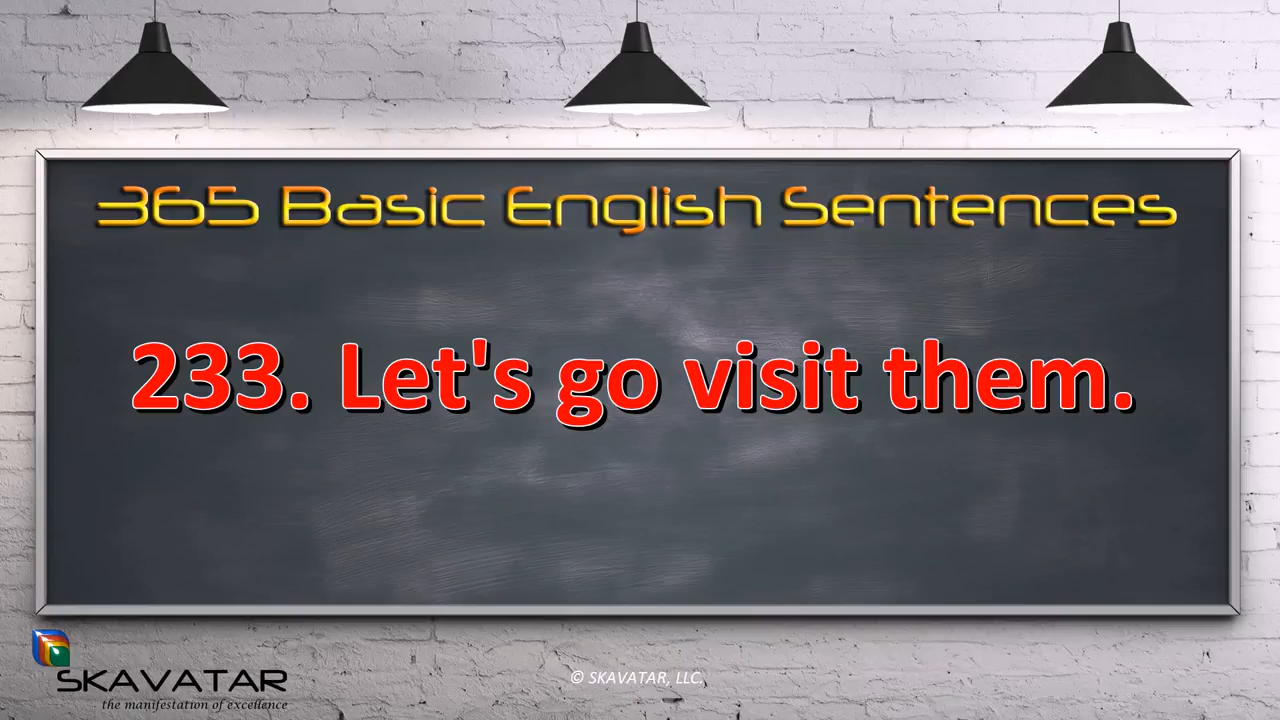 365 Basic English Sentences
233. Let's go visit them.
SKAVATAR
the manifestation of excellence
© SKAVATAR, LLC.